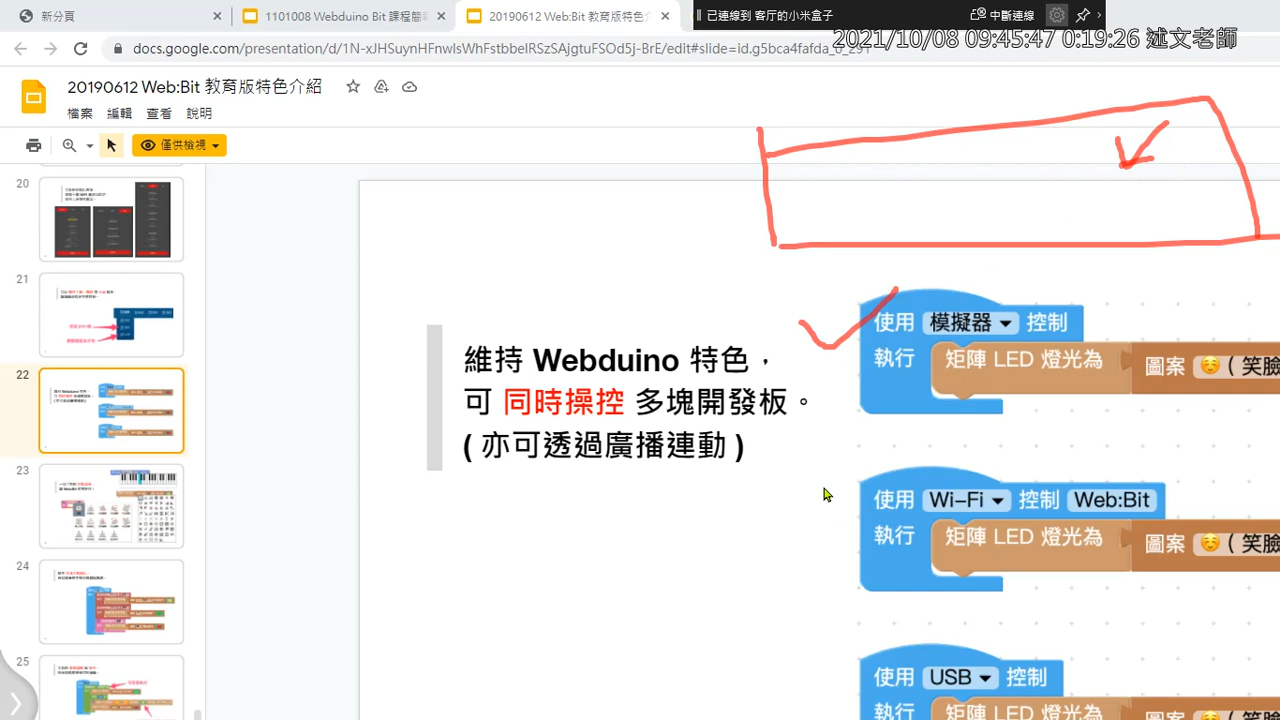 新分頁
1101008 Webduino Bit 課程簡
20190612 Web:Bit 教育版特色介
已連線到 客厅的小米盒子
中斷連線
docs.google.com/presentation/d/1N-xJHSuynHFnwIsWhFstbbeIRSzSAjgtuFSOd5j-BrE/edit#slide=id.g5bca4fafda_0_291
2021/10/08 09:45:47 0:19:26 述文老師
20190612 Web:Bit 教育版特色介紹
檔案 編輯 查看 說明
僅供檢視
20
21
22
23
24
25
維持 Webduino 特色，
可 同時操控 多塊開發板。
( 亦可透過廣播連動 )
使用 模擬器 控制
執行 矩陣 LED 燈光為 圖案 ( 笑臉
使用 Wi-Fi 控制 Web:Bit
執行 矩陣 LED 燈光為 圖案 ( 笑臉
使用 USB 控制
執行 矩陣 LED 燈光為 圖案 ( 笑臉